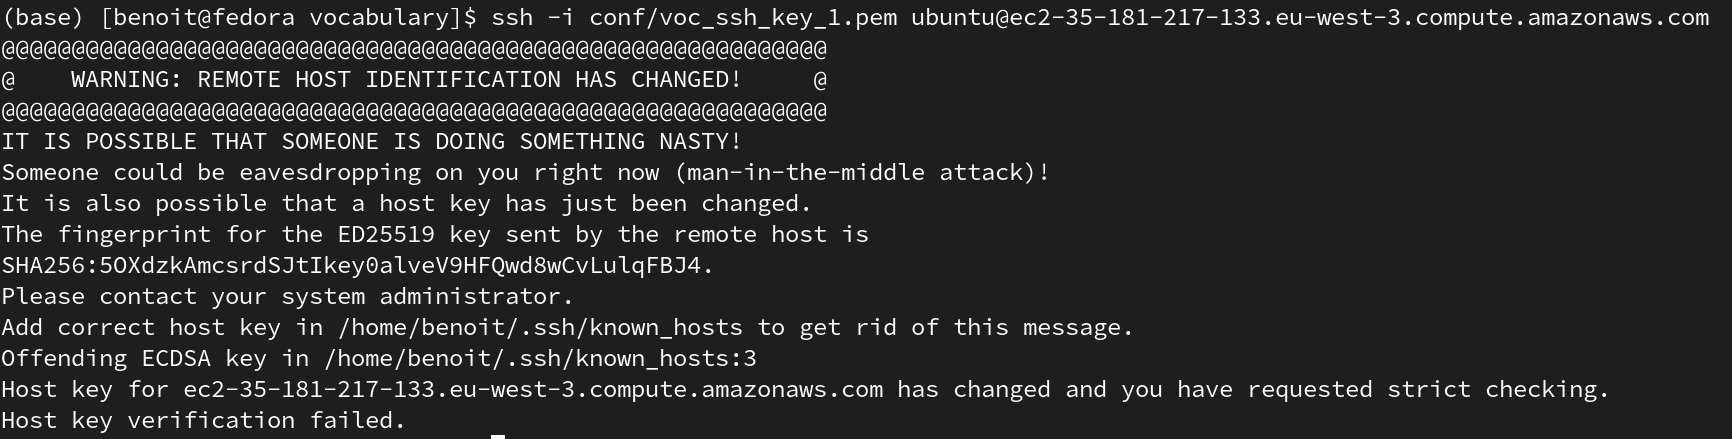 (base) [benoit@fedora vocabulary]$ ssh -i conf/voc_ssh_key_1.pem ubuntu@ec2-35-181-217-133.eu-west-3.compute.amazonaws.com
@@@@@@@@@@@@@@@@@@@@@@@@@@@@@@@@@@@@@@@@@@@@@@@@@@@@@@@@@@@
@    WARNING: REMOTE HOST IDENTIFICATION HAS CHANGED!     @
@@@@@@@@@@@@@@@@@@@@@@@@@@@@@@@@@@@@@@@@@@@@@@@@@@@@@@@@@@@
IT IS POSSIBLE THAT SOMEONE IS DOING SOMETHING NASTY!
Someone could be eavesdropping on you right now (man-in-the-middle attack)!
It is also possible that a host key has just been changed.
The fingerprint for the ED25519 key sent by the remote host is
SHA256:5OXdzkAmcsrdSJtIkey0alveV9HFQwd8wCvLulqFBJ4.
Please contact your system administrator.
Add correct host key in /home/benoit/.ssh/known_hosts to get rid of this message.
Offending ECDSA key in /home/benoit/.ssh/known_hosts:3
Host key for ec2-35-181-217-133.eu-west-3.compute.amazonaws.com has changed and you have requested strict checking.
Host key verification failed.